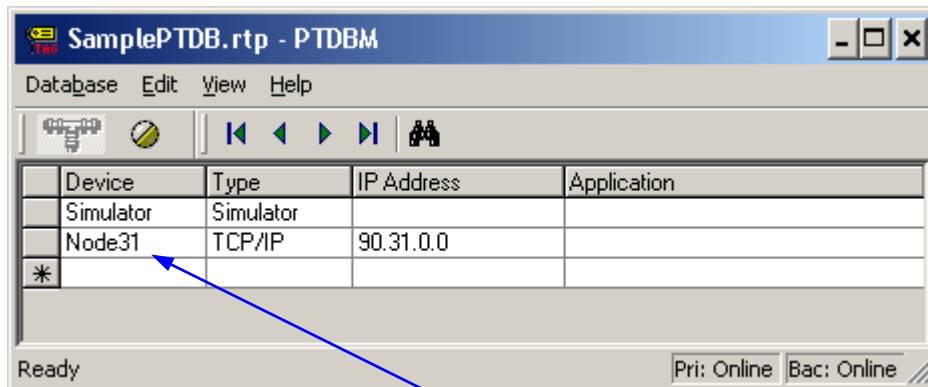 SamplePTDB.rtp - PTDBM
Database Edit View Help
Device Type IP Address Application
Simulator Simulator
Node31 TCP/IP 90.31.0.0
Ready Pri: Online Bac: Online